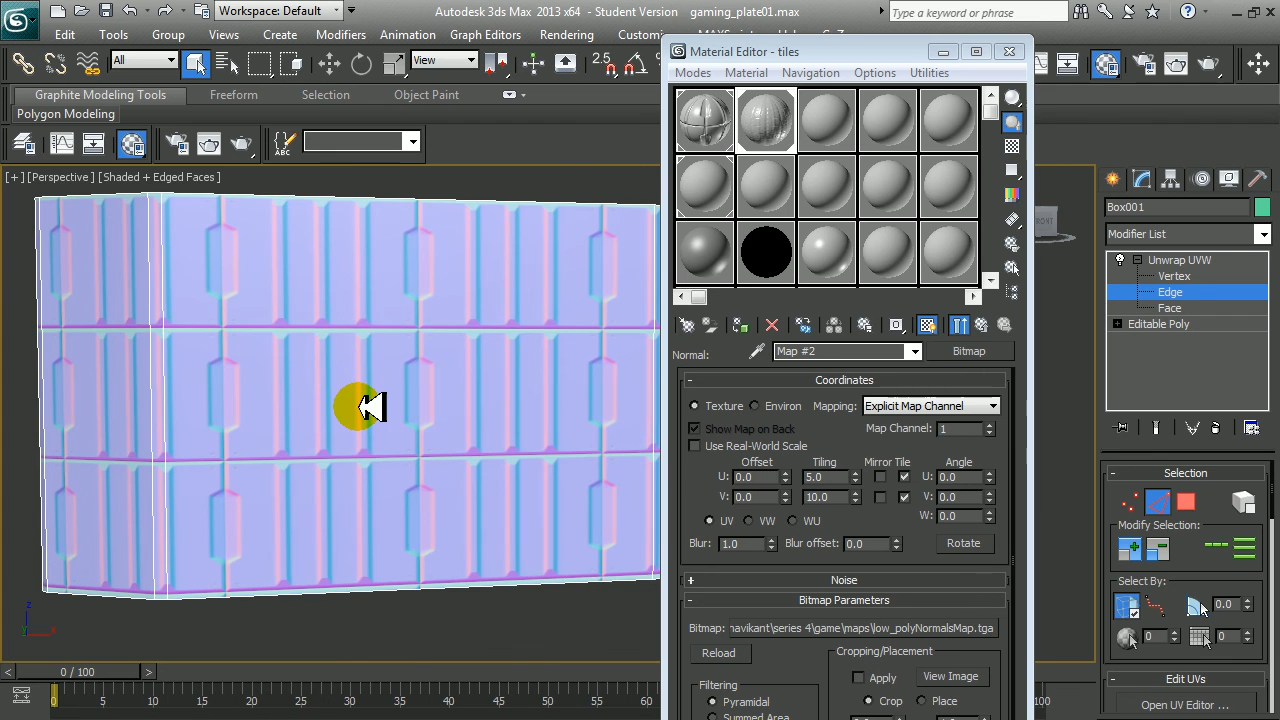 Workspace: Default
Autodesk 3ds Max 2013 x64 - Student Version gaming_plate01.max
Type a keyword or phrase
Edit Tools Group Views Create Modifiers Animation Graph Editors Rendering
All
View
2.5
Graphite Modeling Tools Freeform Selection Object Paint
Polygon Modeling
ABC
[ + ] [Perspective ] [Shaded + Edged Faces ]
z
x
0 / 100
0 5 10 15 20 25 30 35 40 45 50 55 60
100
Material Editor - tiles
Modes Material Navigation Options Utilities
Normal: Map #2 Bitmap
Coordinates
Texture Environ Mapping: Explicit Map Channel
Show Map on Back Map Channel: 1
Use Real-World Scale
Offset Tiling Mirror Tile Angle
U: 0.0 5.0 U: 0.0
V: 0.0 10.0 V: 0.0
UV VW WU W: 0.0
Blur: 1.0 Blur offset: 0.0 Rotate
Noise
Bitmap Parameters
Bitmap: navikant\series 4\game\maps\low_polyNormalsMap.tga
Reload
Cropping/Placement
Apply View Image
Filtering
Pyramidal
Crop Place
Summed Area
FRONT
Box001
Modifier List
Unwrap UVW
Vertex
Edge
Face
Editable Poly
Selection
Modify Selection:
Select By:
0.0
0 0
Edit UVs
Open UV Editor ...